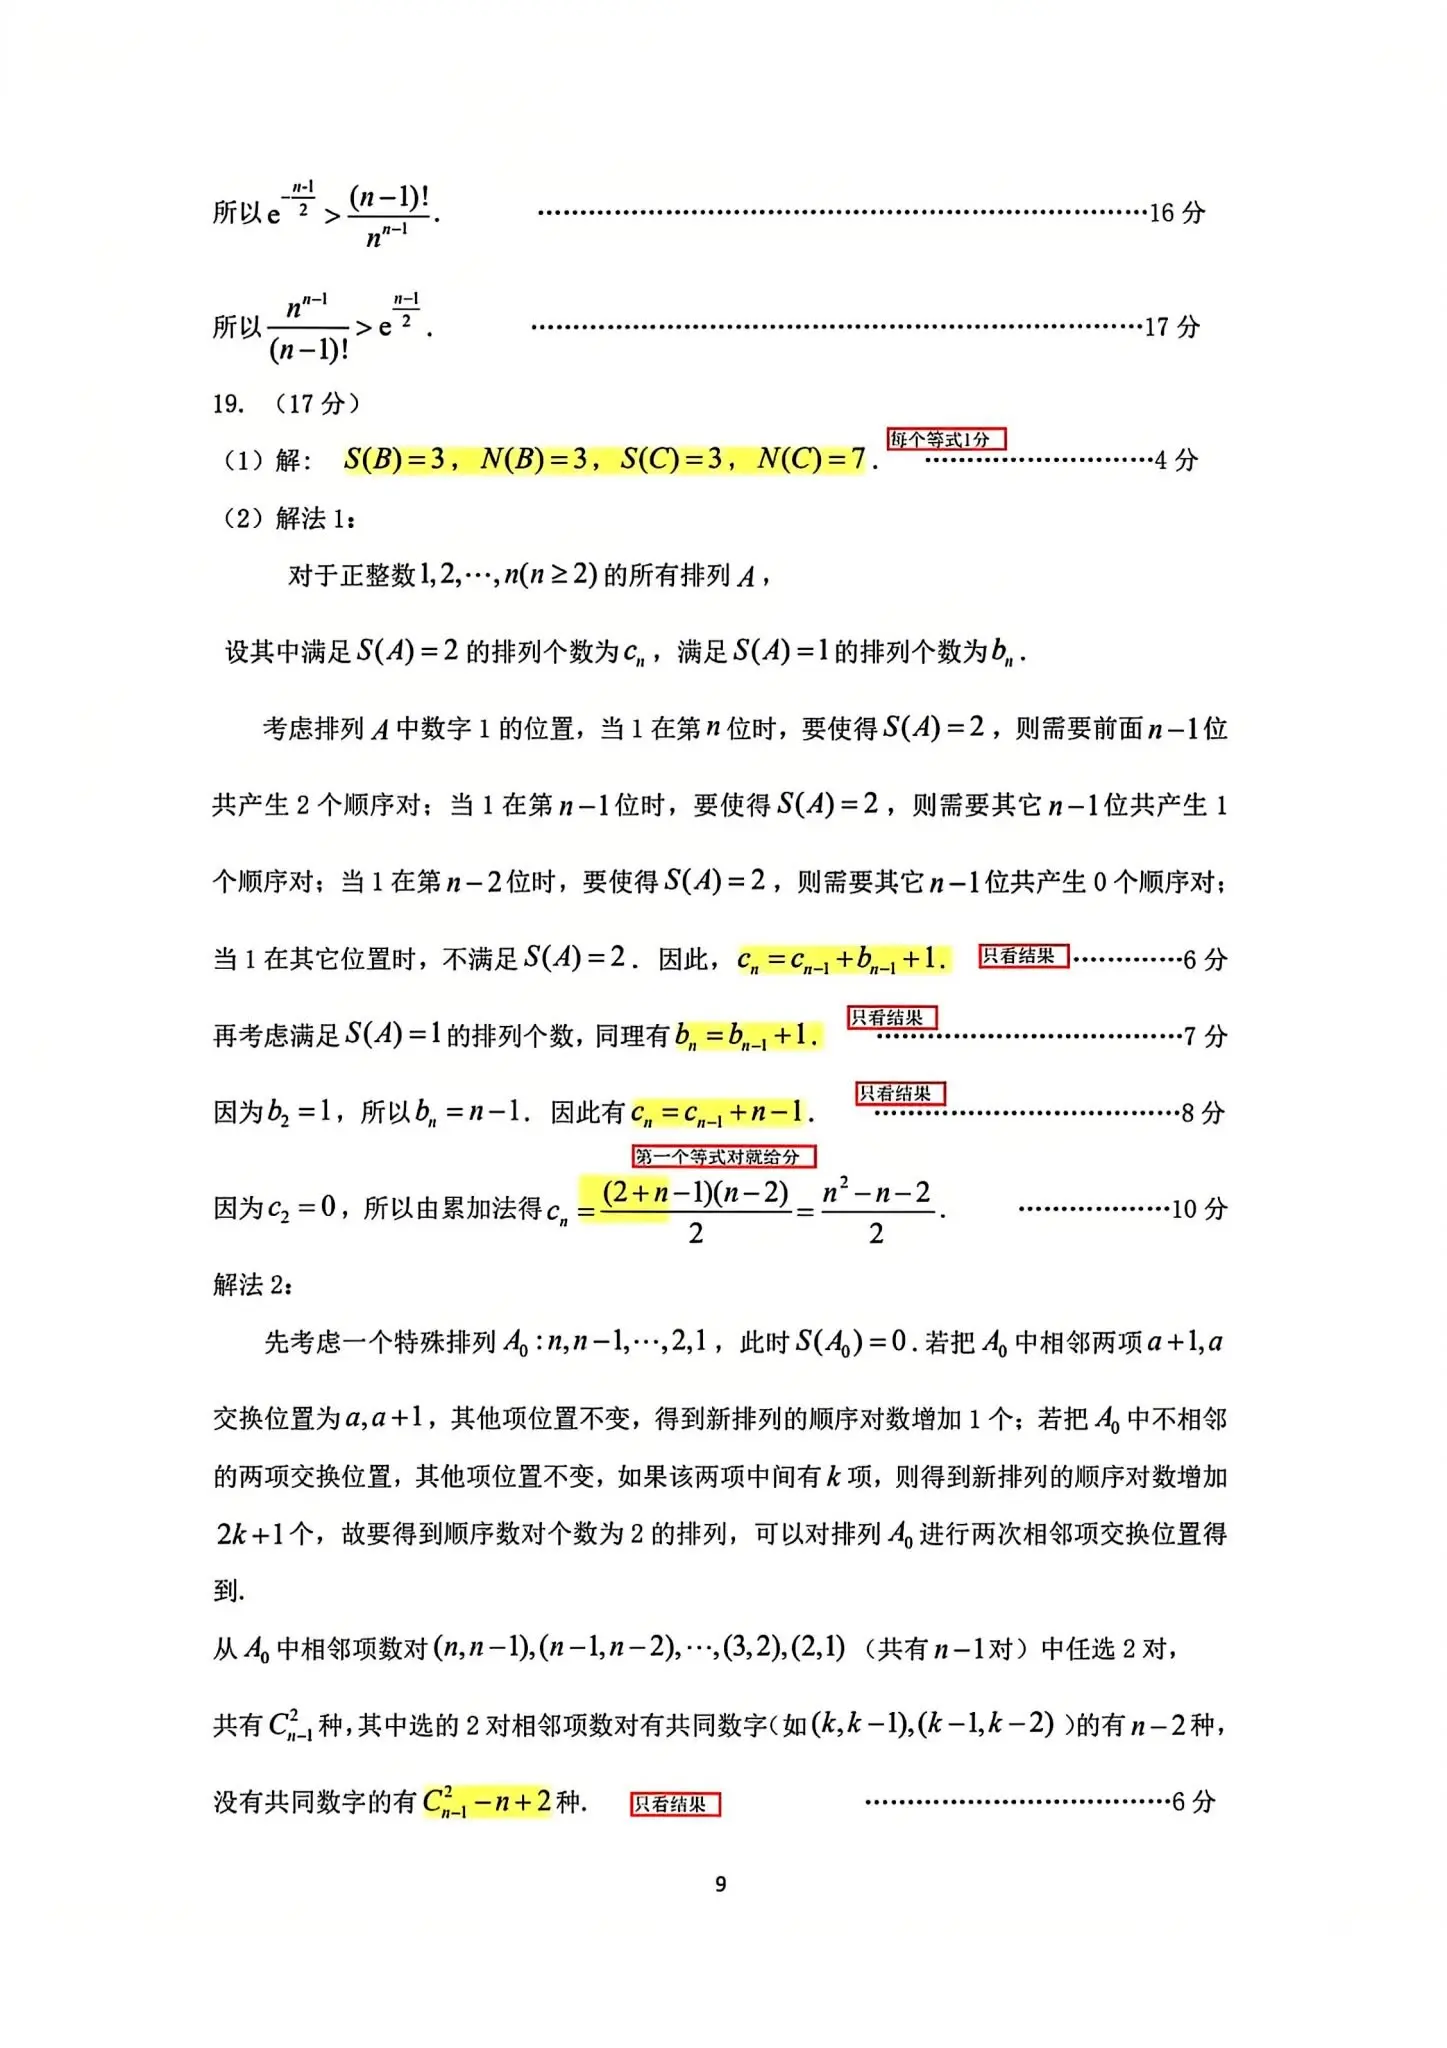 所以 $e^{-\frac{n-1}{2}} > \frac{(n-1)!}{n^{n-1}}$. ……………………16 分
所以 $\frac{n^{n-1}}{(n-1)!} > e^{\frac{n-1}{2}}$. ……………………17 分
19. (17 分)
每个等式1分
(1) 解: $S(B)=3$, $N(B)=3$, $S(C)=3$, $N(C)=7$. ……………………4 分
(2) 解法 1:
对于正整数 $1,2,\cdots,n(n\geq 2)$ 的所有排列 $A$,
设其中满足 $S(A)=2$ 的排列个数为 $c_n$, 满足 $S(A)=1$ 的排列个数为 $b_n$.
考虑排列 $A$ 中数字 1 的位置, 当 1 在第 $n$ 位时, 要使得 $S(A)=2$, 则需要前面 $n-1$ 位
共产生 2 个顺序对; 当 1 在第 $n-1$ 位时, 要使得 $S(A)=2$, 则需要其它 $n-1$ 位共产生 1
个顺序对; 当 1 在第 $n-2$ 位时, 要使得 $S(A)=2$, 则需要其它 $n-1$ 位共产生 0 个顺序对;
当 1 在其它位置时, 不满足 $S(A)=2$. 因此, $c_n=c_{n-1}+b_{n-1}+1$. 只看结果 ……………6 分
再考虑满足 $S(A)=1$ 的排列个数, 同理有 $b_n=b_{n-1}+1$. 只看结果 ……………………7 分
因为 $b_2=1$, 所以 $b_n=n-1$. 因此有 $c_n=c_{n-1}+n-1$. 只看结果 ……………………8 分
第一个等式对就给分
因为 $c_2=0$, 所以由累加法得 $c_n=\frac{(2+n-1)(n-2)}{2}=\frac{n^2-n-2}{2}$. ………………10 分
解法 2:
先考虑一个特殊排列 $A_0:n,n-1,\cdots,2,1$, 此时 $S(A_0)=0$. 若把 $A_0$ 中相邻两项 $a+1,a$
交换位置为 $a,a+1$, 其他项位置不变, 得到新排列的顺序对数增加 1 个; 若把 $A_0$ 中不相邻
的两项交换位置, 其他项位置不变, 如果该两项中间有 $k$ 项, 则得到新排列的顺序对数增加
$2k+1$ 个, 故要得到顺序数对个数为 2 的排列, 可以对排列 $A_0$ 进行两次相邻项交换位置得
到.
从 $A_0$ 中相邻项数对 $(n,n-1),(n-1,n-2),\cdots,(3,2),(2,1)$ (共有 $n-1$ 对) 中任选 2 对,
共有 $C_{n-1}^2$ 种, 其中选的 2 对相邻项数对有共同数字(如 $(k,k-1),(k-1,k-2)$ )的有 $n-2$ 种,
没有共同数字的有 $C_{n-1}^2-n+2$ 种. 只看结果 ……………………6 分
9